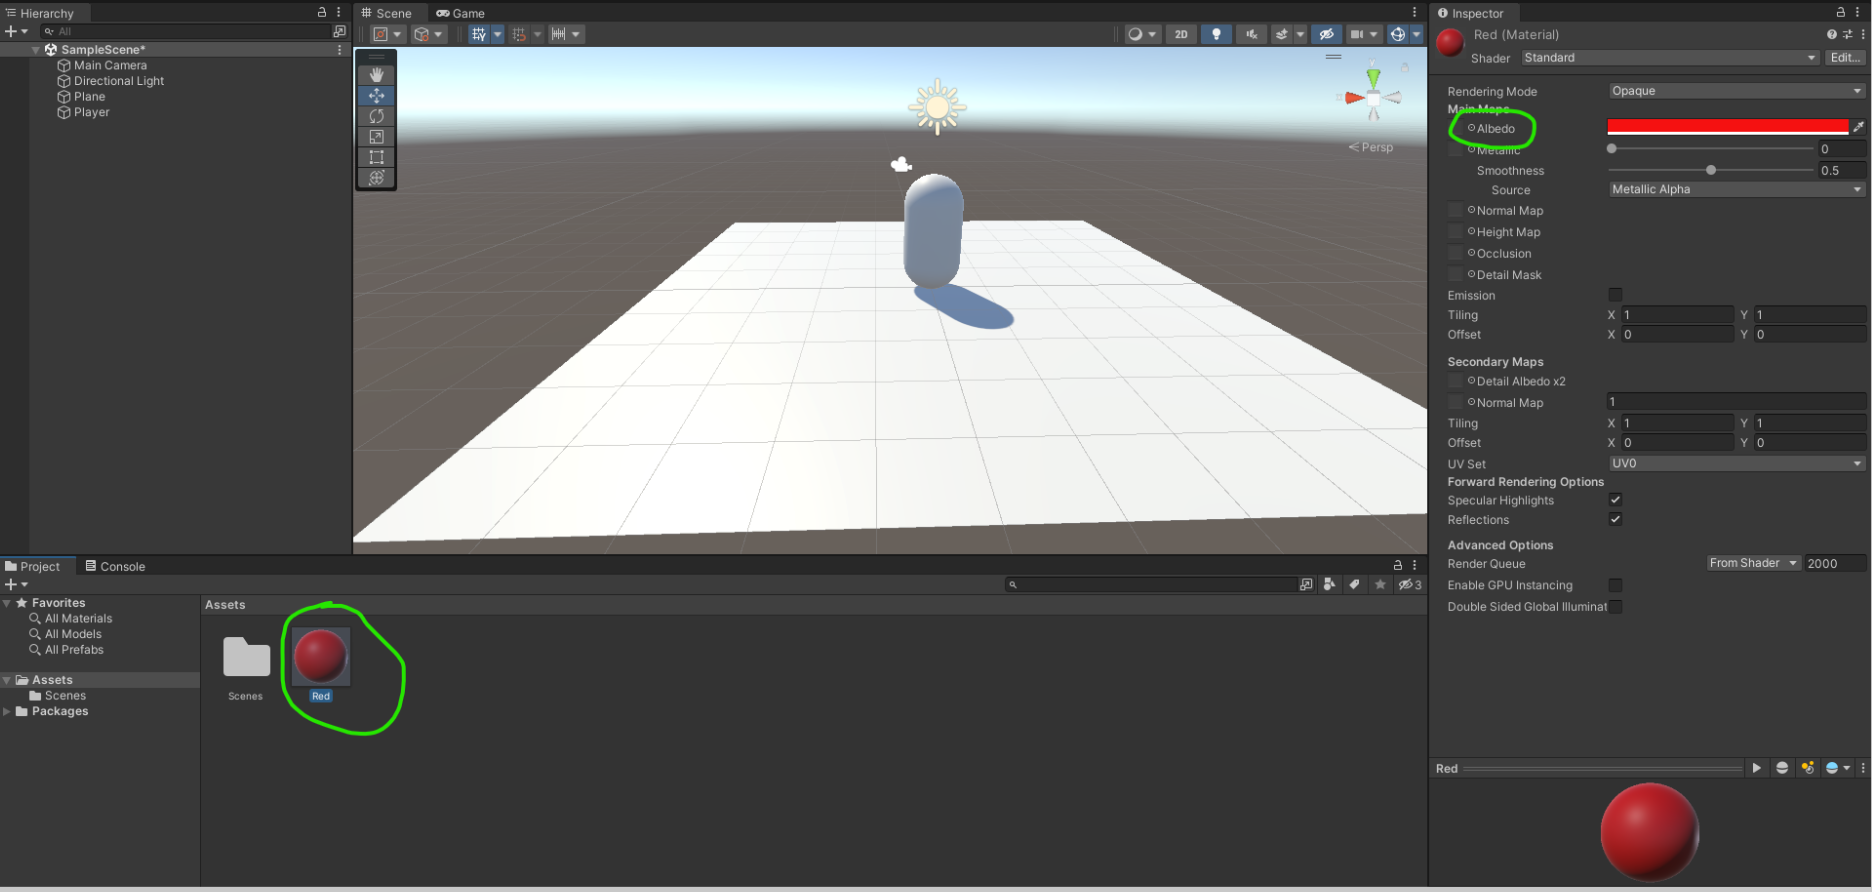 Hierarchy
All
SampleScene*
Main Camera
Directional Light
Plane
Player
Scene
Game
2D
Persp
Inspector
Red (Material)
Shader
Standard
Edit...
Rendering Mode
Opaque
Main Maps
Albedo
Metallic
0
Smoothness
0.5
Source
Metallic Alpha
Normal Map
Height Map
Occlusion
Detail Mask
Emission
Tiling
X 1
Y 1
Offset
X 0
Y 0
Secondary Maps
Detail Albedo x2
Normal Map
1
Tiling
X 1
Y 1
Offset
X 0
Y 0
UV Set
UV0
Forward Rendering Options
Specular Highlights
Reflections
Advanced Options
Render Queue
From Shader
2000
Enable GPU Instancing
Double Sided Global Illuminat
Red
Project
Console
3
Favorites
All Materials
All Models
All Prefabs
Assets
Scenes
Packages
Assets
Scenes
Red